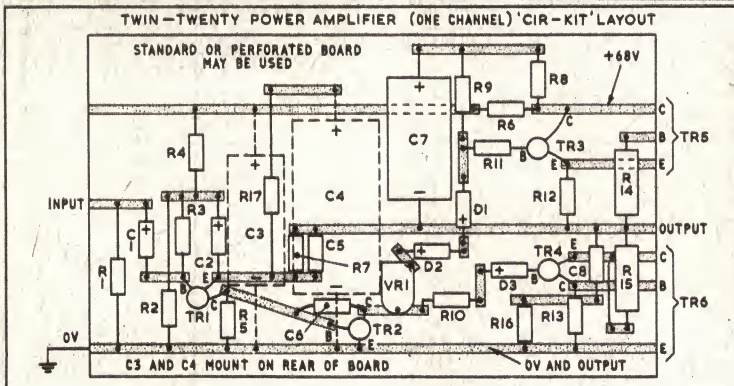 TWIN-TWENTY POWER AMPLIFIER (ONE CHANNEL) 'CIR-KIT' LAYOUT
STANDARD OR PERFORATED BOARD
MAY BE USED
+68V
R9
R8
C
R6
C
B
TR5
E
R4
C7
TR3
R11
B
E
R17
C4
R12
R14
INPUT
R3
C3
D1
C1
C2
C5
OUTPUT
R7
D2
TR4
E
C8
C
R1
B
E
VR1
D3
B
C
R15
B
TR6
R2
TR1
C
R5
C6
C
R10
B
TR2
R16
R13
0V
E
E
C3 AND C4 MOUNT ON REAR OF BOARD
0V AND OUTPUT